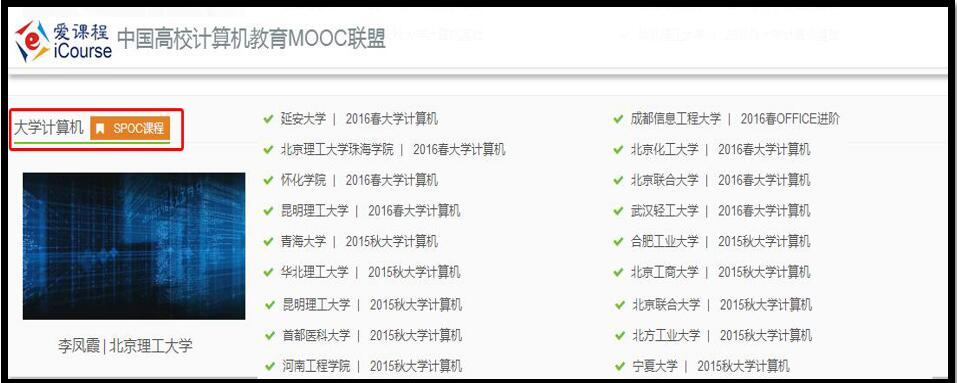 爱课程
iCourse
中国高校计算机教育MOOC联盟
大学计算机 SPOC课程
李凤霞 | 北京理工大学
延安大学 | 2016春大学计算机
北京理工大学珠海学院 | 2016春大学计算机
怀化学院 | 2016春大学计算机
昆明理工大学 | 2016春大学计算机
青海大学 | 2015秋大学计算机
华北理工大学 | 2015秋大学计算机
昆明理工大学 | 2015秋大学计算机
首都医科大学 | 2015秋大学计算机
河南工程学院 | 2015秋大学计算机
成都信息工程大学 | 2016春OFFICE进阶
北京化工大学 | 2016春大学计算机
北京联合大学 | 2016春大学计算机
武汉轻工大学 | 2016春大学计算机
合肥工业大学 | 2015秋大学计算机
北京工商大学 | 2015秋大学计算机
北京联合大学 | 2015秋大学计算机
北方工业大学 | 2015秋大学计算机
宁夏大学 | 2015秋大学计算机